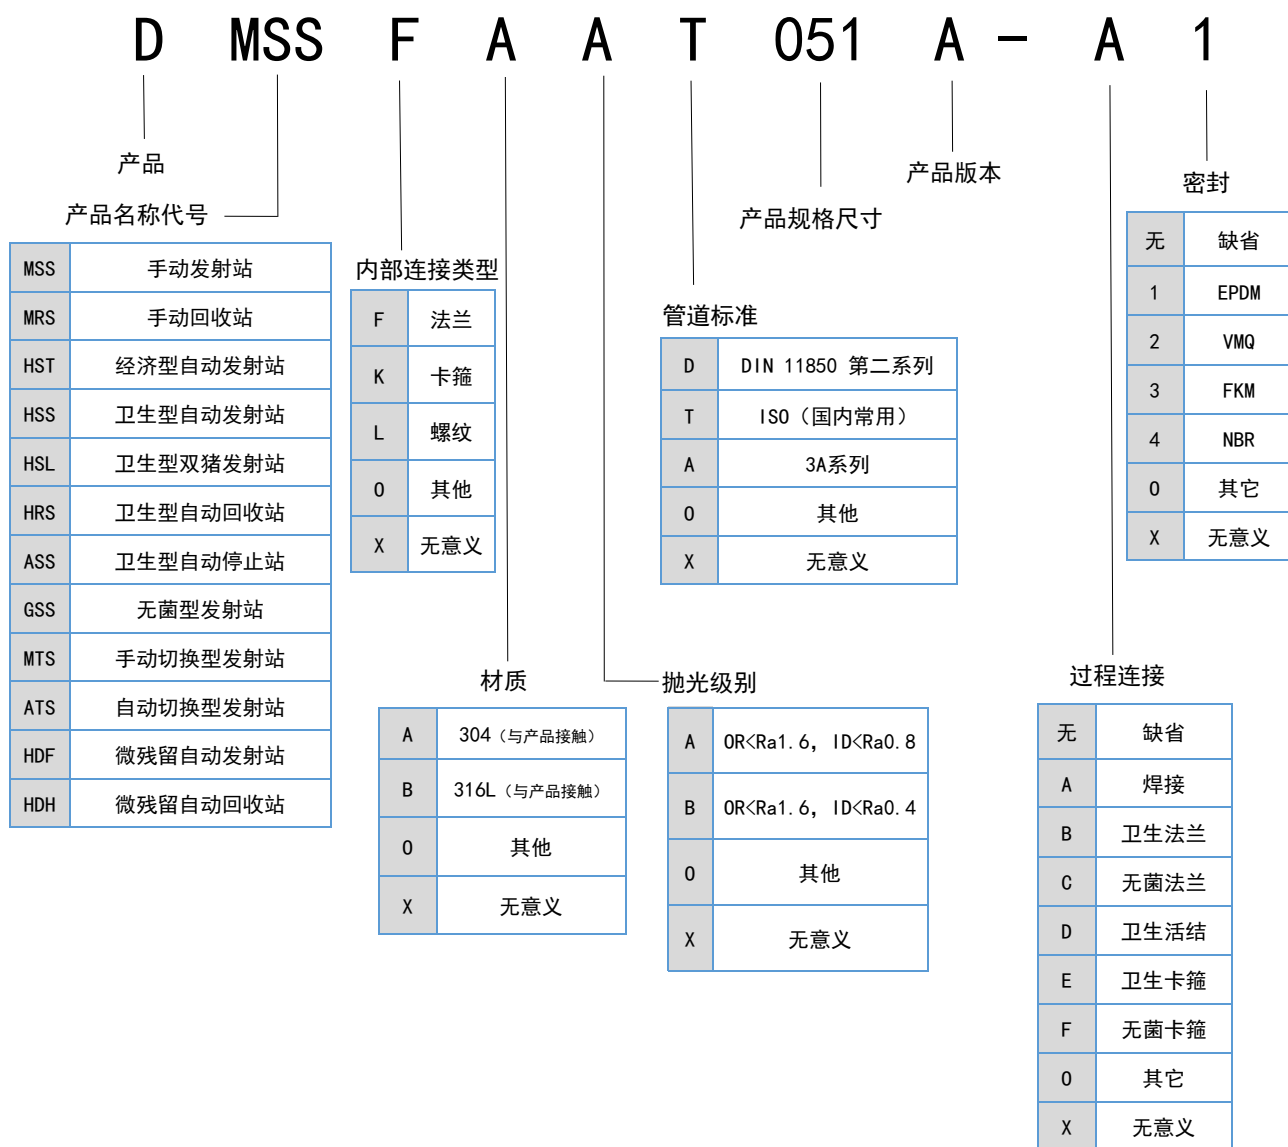 D MSS F A A T 051 A - A 1
产品
产品名称代号
MSS 手动发射站
MRS 手动回收站
HST 经济型自动发射站
HSS 卫生型自动发射站
HSL 卫生型双猪发射站
HRS 卫生型自动回收站
ASS 卫生型自动停止站
GSS 无菌型发射站
MTS 手动切换型发射站
ATS 自动切换型发射站
HDF 微残留自动发射站
HDH 微残留自动回收站
内部连接类型
F 法兰
K 卡箍
L 螺纹
O 其他
X 无意义
材质
A 304（与产品接触）
B 316L（与产品接触）
O 其他
X 无意义
抛光级别
A OR<Ra1.6, ID<Ra0.8
B OR<Ra1.6, ID<Ra0.4
O 其他
X 无意义
管道标准
D DIN 11850 第二系列
T ISO（国内常用）
A 3A系列
O 其他
X 无意义
产品规格尺寸
产品版本
过程连接
无 缺省
A 焊接
B 卫生法兰
C 无菌法兰
D 卫生活结
E 卫生卡箍
F 无菌卡箍
O 其它
X 无意义
密封
无 缺省
1 EPDM
2 VMQ
3 FKM
4 NBR
O 其它
X 无意义